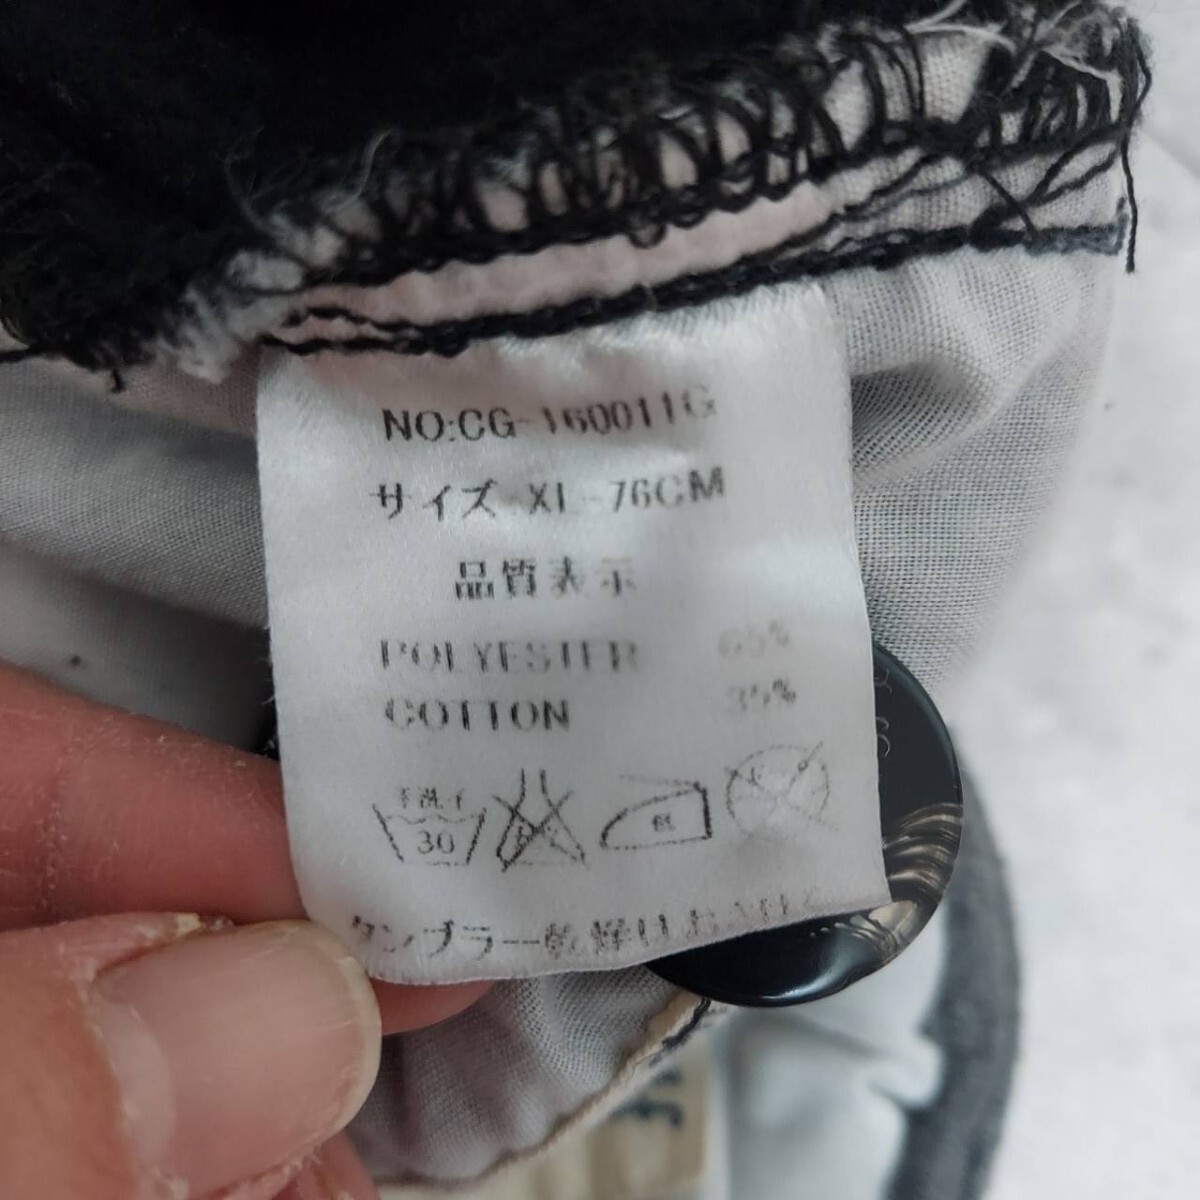 NO:CG-160011G
サイズ XL-76CM
品質表示
POLYESTER 65%
COTTON 35%
手洗イ
30
低
タンブラー乾燥はお避け